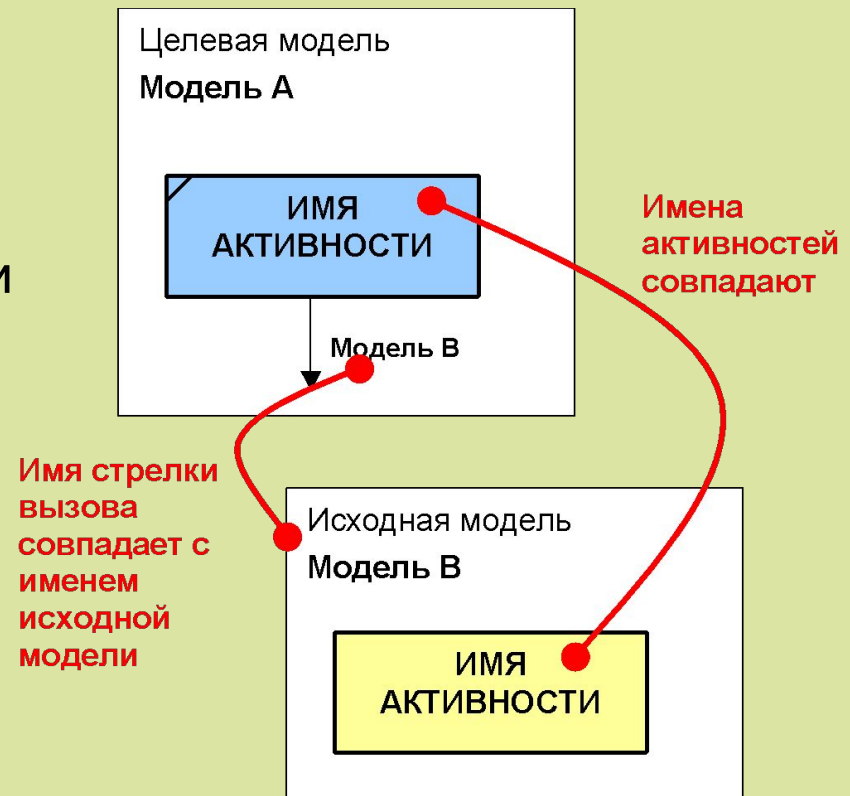 Целевая модель
Модель А
ИМЯ
АКТИВНОСТИ
Модель В
Имена
активностей
совпадают
и
Имя стрелки
вызова
совпадает с
именем
исходной
модели
Исходная модель
Модель В
ИМЯ
АКТИВНОСТИ